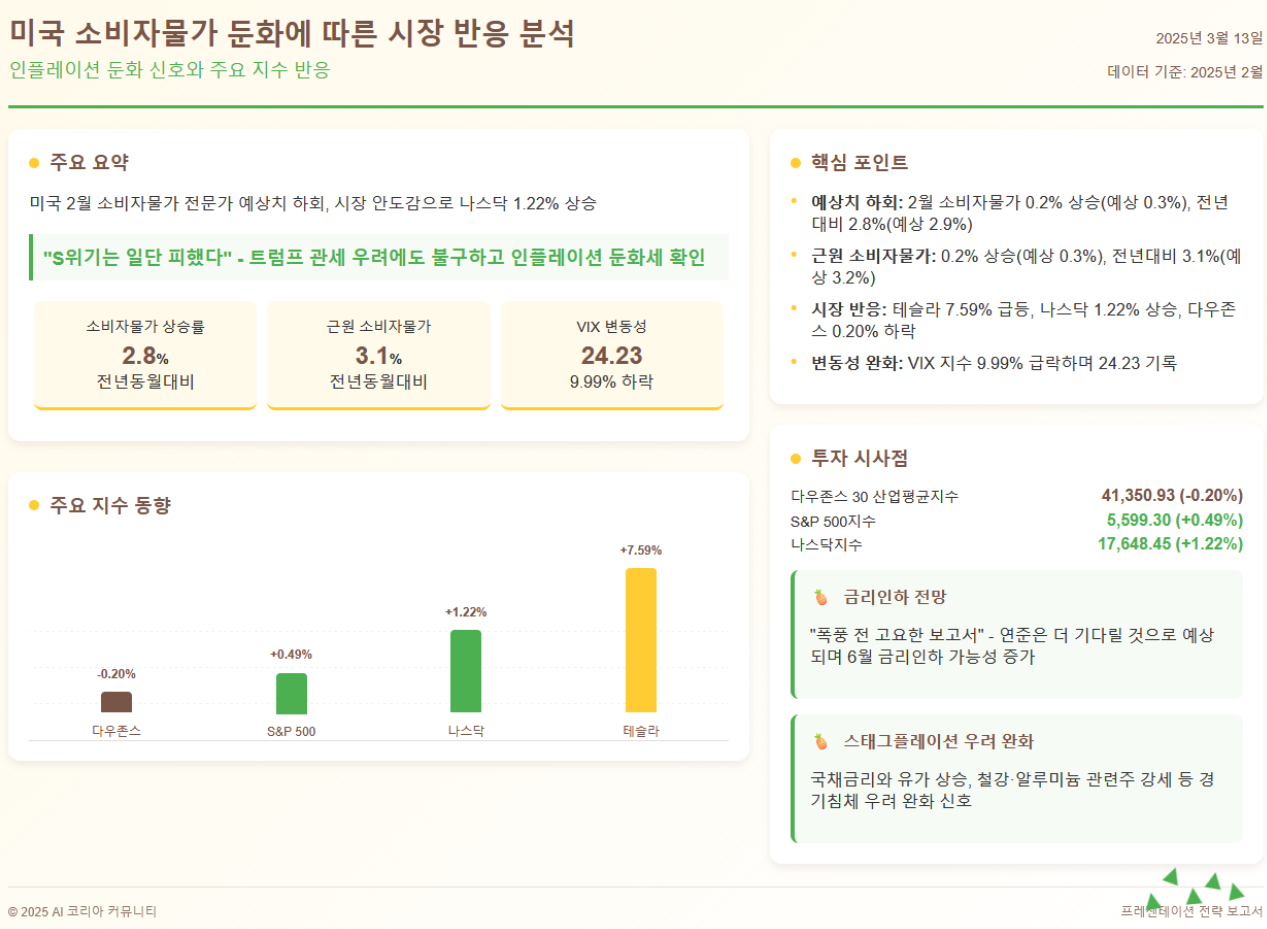 미국 소비자물가 둔화에 따른 시장 반응 분석
인플레이션 둔화 신호와 주요 지수 반응
2025년 3월 13일
데이터 기준: 2025년 2월
주요 요약
미국 2월 소비자물가 전문가 예상치 하회, 시장 안도감으로 나스닥 1.22% 상승
"S위기는 일단 피했다" - 트럼프 관세 우려에도 불구하고 인플레이션 둔화세 확인
소비자물가 상승률
2.8%
전년동월대비
근원 소비자물가
3.1%
전년동월대비
VIX 변동성
24.23
9.99% 하락
주요 지수 동향
-0.20%
다우존스
+0.49%
S&P 500
+1.22%
나스닥
+7.59%
테슬라
핵심 포인트
• 예상치 하회: 2월 소비자물가 0.2% 상승(예상 0.3%), 전년
대비 2.8%(예상 2.9%)
• 근원 소비자물가: 0.2% 상승(예상 0.3%), 전년대비 3.1%(예
상 3.2%)
• 시장 반응: 테슬라 7.59% 급등, 나스닥 1.22% 상승, 다우존
스 0.20% 하락
• 변동성 완화: VIX 지수 9.99% 급락하며 24.23 기록
투자 시사점
다우존스 30 산업평균지수 41,350.93 (-0.20%)
S&P 500지수 5,599.30 (+0.49%)
나스닥지수 17,648.45 (+1.22%)
금리인하 전망
"폭풍 전 고요한 보고서" - 연준은 더 기다릴 것으로 예상
되며 6월 금리인하 가능성 증가
스태그플레이션 우려 완화
국채금리와 유가 상승, 철강·알루미늄 관련주 강세 등 경
기침체 우려 완화 신호
© 2025 AI 코리아 커뮤니티
프레젠테이션 전략 보고서